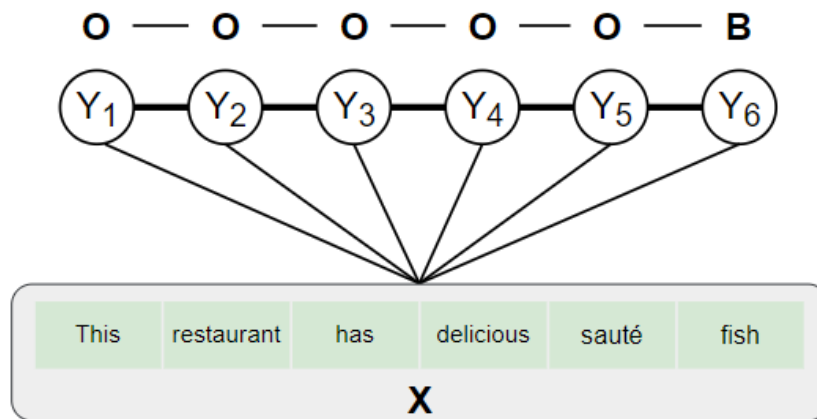 O — O — O — O — O — B
Y₁ Y₂ Y₃ Y₄ Y₅ Y₆
This restaurant has delicious sauté fish
X